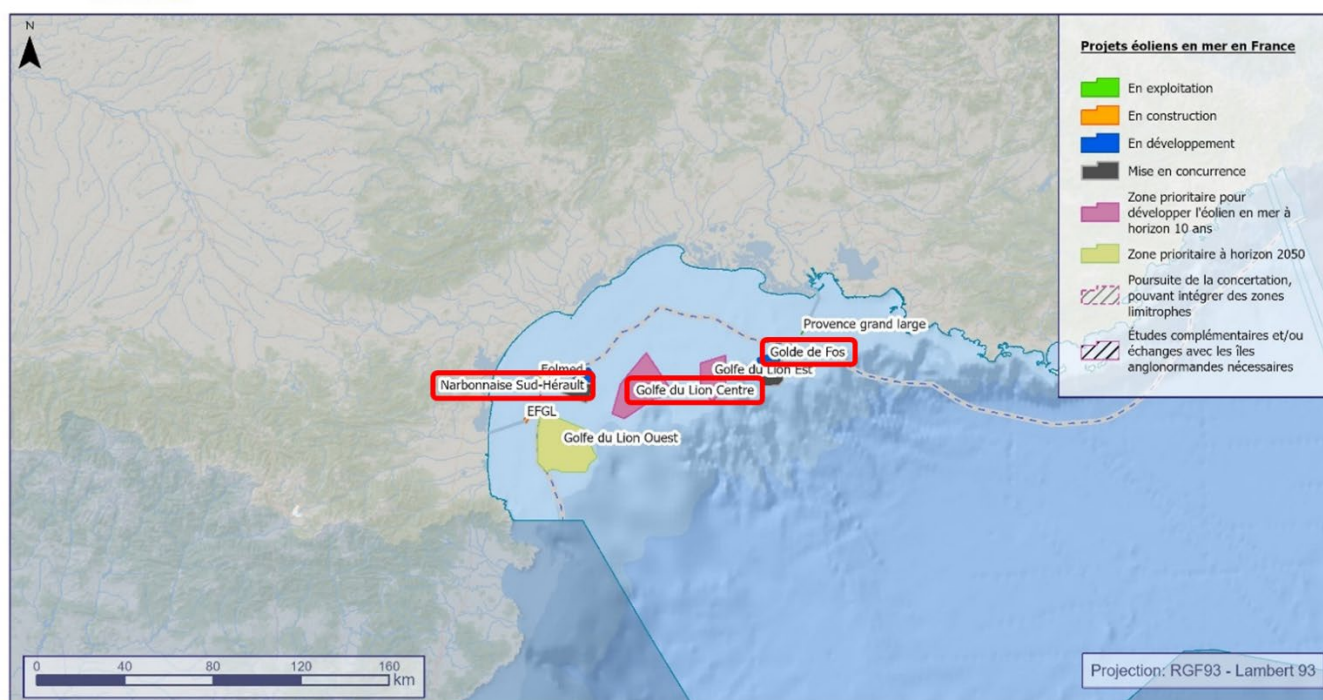 N
Projets éoliens en mer en France
En exploitation
En construction
En développement
Mise en concurrence
Zone prioritaire pour
développer l'éolien en mer à
horizon 10 ans
Zone prioritaire à horizon 2050
Poursuite de la concertation,
pouvant intégrer des zones
limitrophes
Études complémentaires et/ou
échanges avec les îles
anglonormandes nécessaires
Provence grand large
Golde de Fos
Golfe du Lion Est
Eolmed
Narbonnaise Sud-Hérault
Golfe du Lion Centre
EFGL
Golfe du Lion Ouest
0 40 80 120 160
km
Projection: RGF93 - Lambert 93